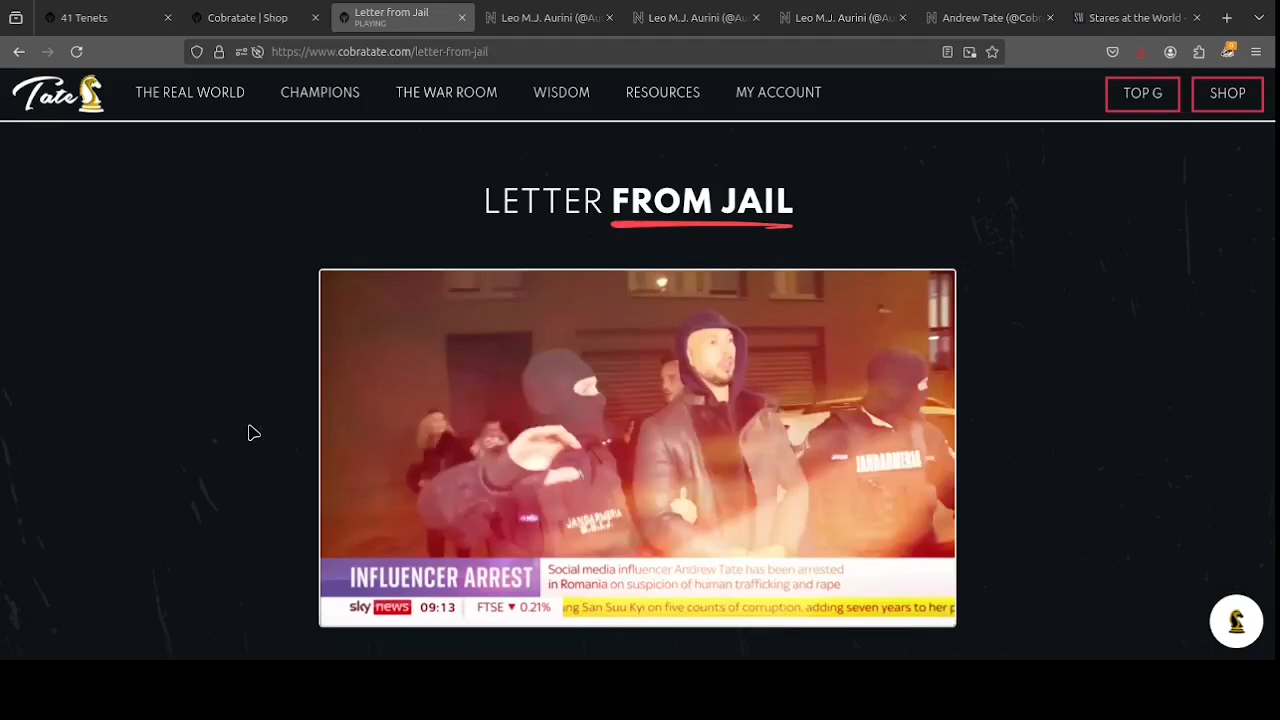 41 Tenets
Cobratate | Shop
Letter from Jail
PLAYING
Leo M.J. Aurini (@Au
Leo M.J. Aurini (@Au
Leo M.J. Aurini (@Au
Andrew Tate (@Cob
Stares at the World -
https://www.cobratate.com/letter-from-jail
Tate
THE REAL WORLD
CHAMPIONS
THE WAR ROOM
WISDOM
RESOURCES
MY ACCOUNT
TOP G
SHOP
LETTER FROM JAIL
JANDARMERIA
JANDARMERIA
INFLUENCER ARREST
Social media influencer Andrew Tate has been arrested
in Romania on suspicion of human trafficking and rape
sky news 09:13 FTSE ▼ 0.21% ung San Suu Kyi on five counts of corruption, adding seven years to her p